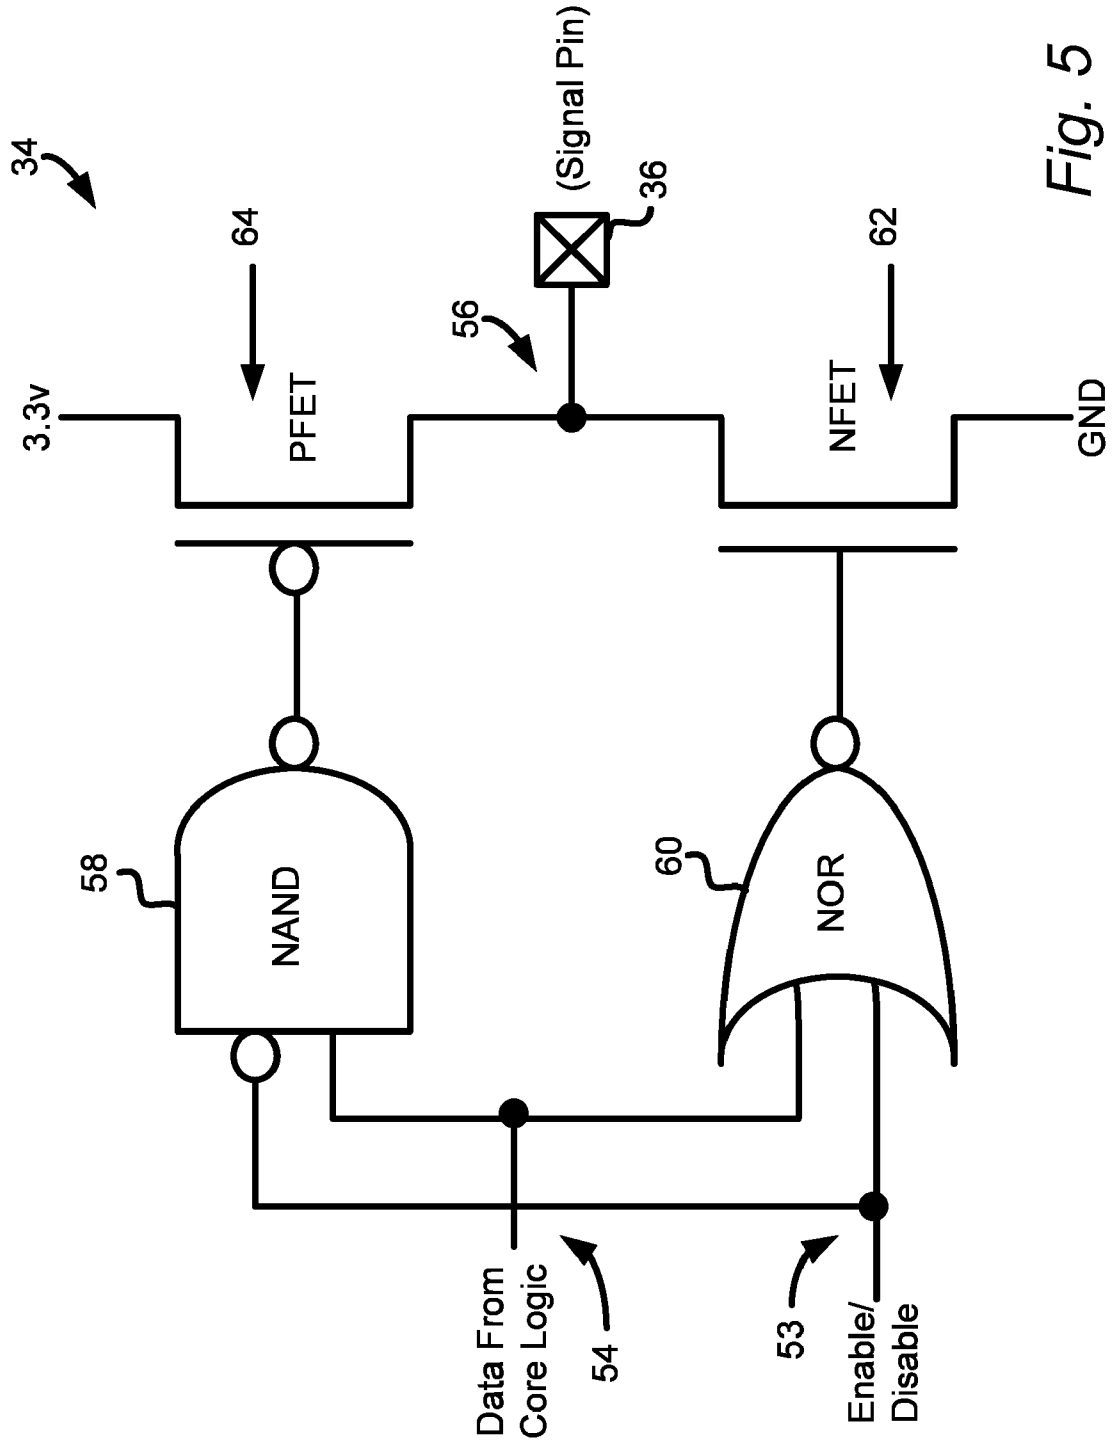 34
3.3v
64
PFET
58
NAND
56
(Signal Pin)
36
Data From
Core Logic
54
60
NOR
NFET
62
53
Enable/
Disable
GND
Fig. 5